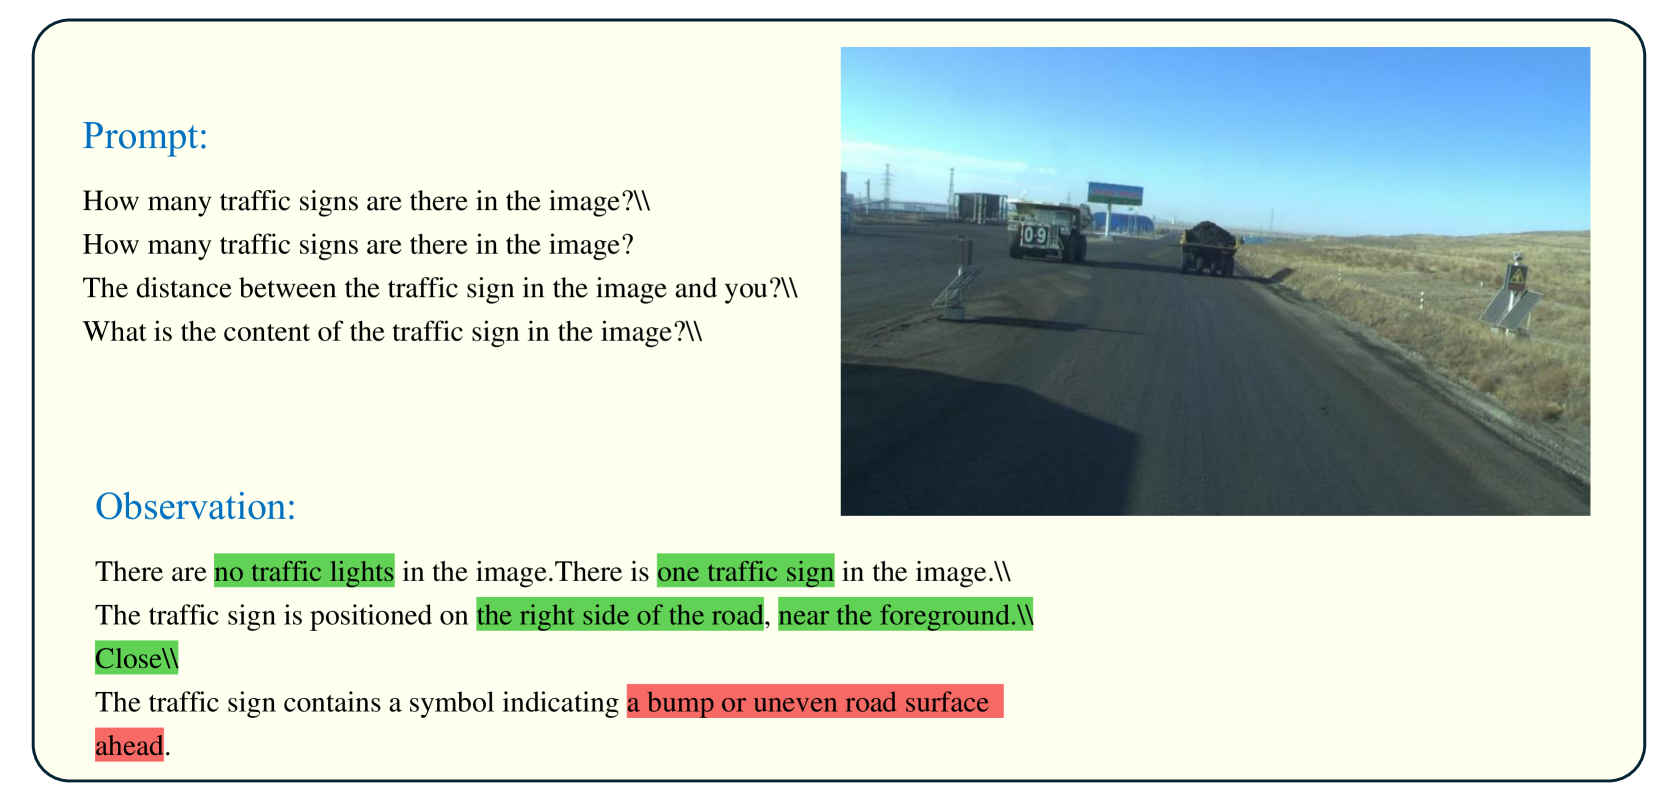 Prompt:
How many traffic signs are there in the image?\\
How many traffic signs are there in the image?
The distance between the traffic sign in the image and you?\\
What is the content of the traffic sign in the image?\\
0-9
Observation:
There are no traffic lights in the image.There is one traffic sign in the image.\\
The traffic sign is positioned on the right side of the road, near the foreground.\\
Close\\
The traffic sign contains a symbol indicating a bump or uneven road surface
ahead.